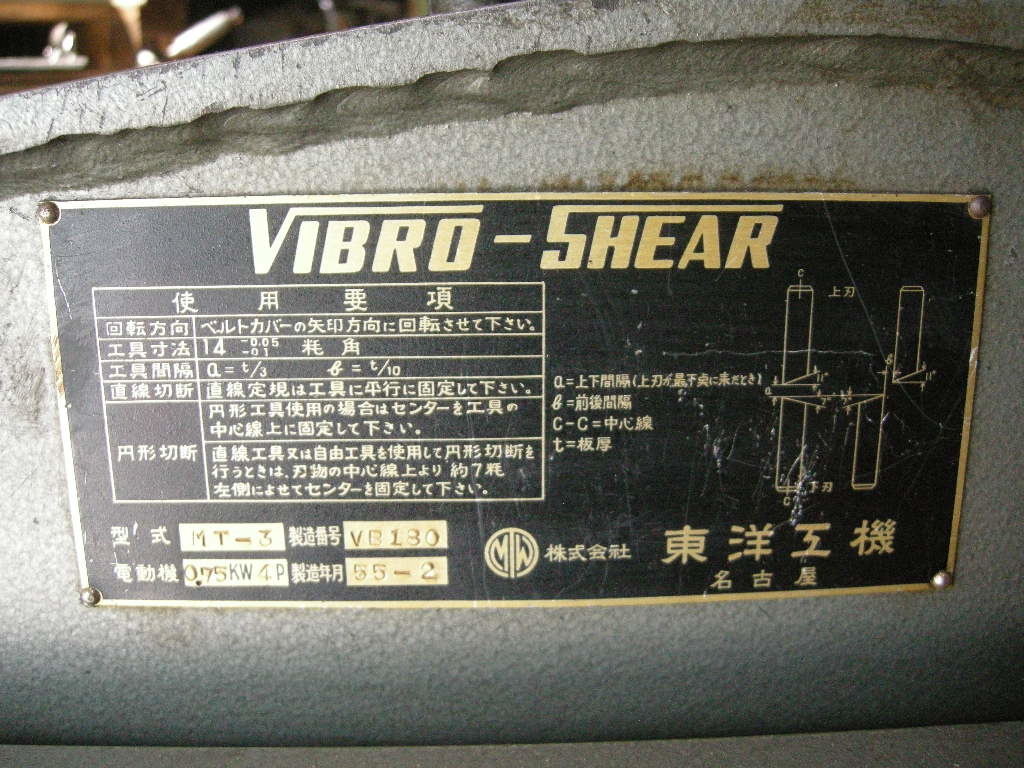 VIBRO-SHEAR
使用要項
回転方向 ベルトカバーの矢印方向に回転させて下さい。
工具寸法 14 -0.05 -0.1 粍角
工具間隔 a=t/3 b=t/10
直線切断 直線定規は工具に平行に固定して下さい。
円形切断 円形工具使用の場合はセンターを工具の
中心線上に固定して下さい。
直線工具又は自由工具を使用して円形切断を
行うときは、刃物の中心線上より約7粍
左側によせてセンターを固定して下さい。
C
上刃
a=上下間隔(上刃が最下点に来たとき)
b=前後間隔
C-C=中心線
t=板厚
下刃
C
型式 MT-3 製造番号 VB180
電動機 0.75KW 4P 製造年月 55-2
MTW 株式会社 東洋工機
名古屋